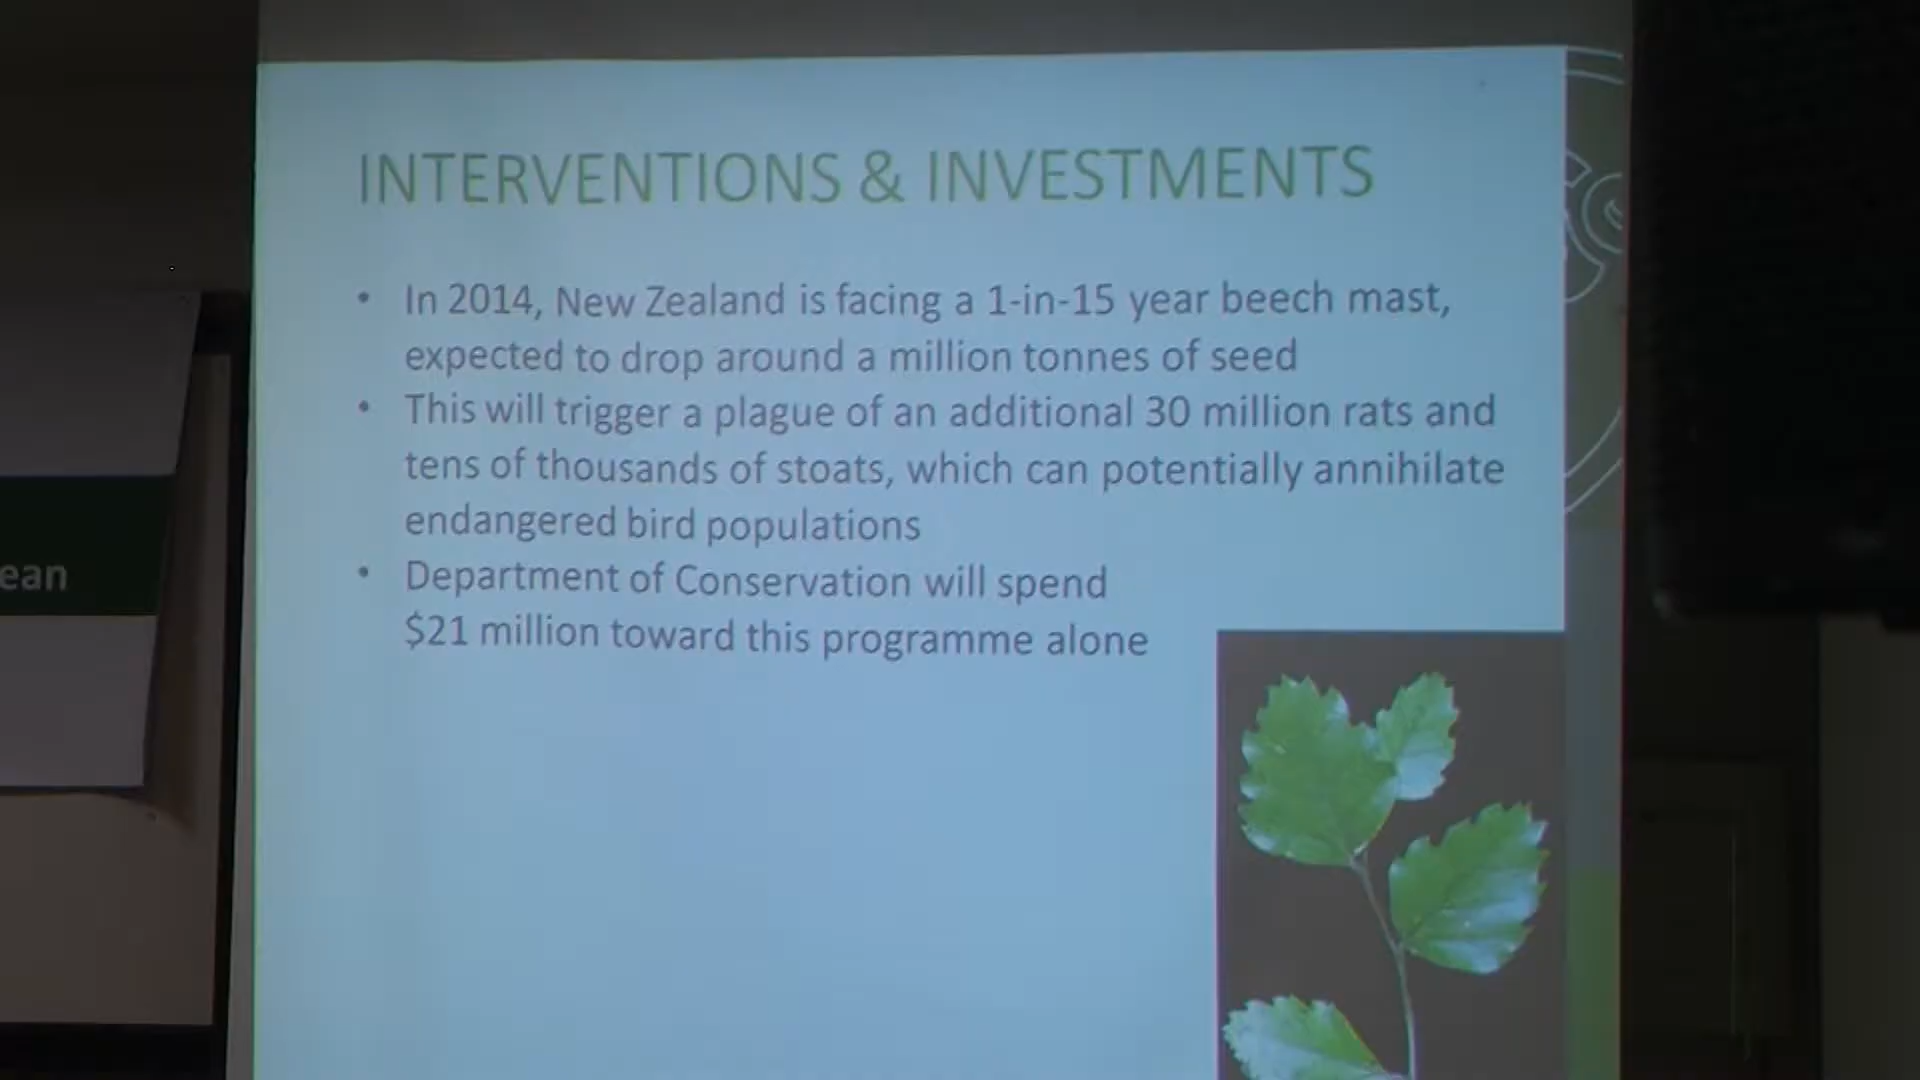 INTERVENTIONS & INVESTMENTS
• In 2014, New Zealand is facing a 1-in-15 year beech mast,
expected to drop around a million tonnes of seed
• This will trigger a plague of an additional 30 million rats and
tens of thousands of stoats, which can potentially annihilate
endangered bird populations
• Department of Conservation will spend
$21 million toward this programme alone
ean